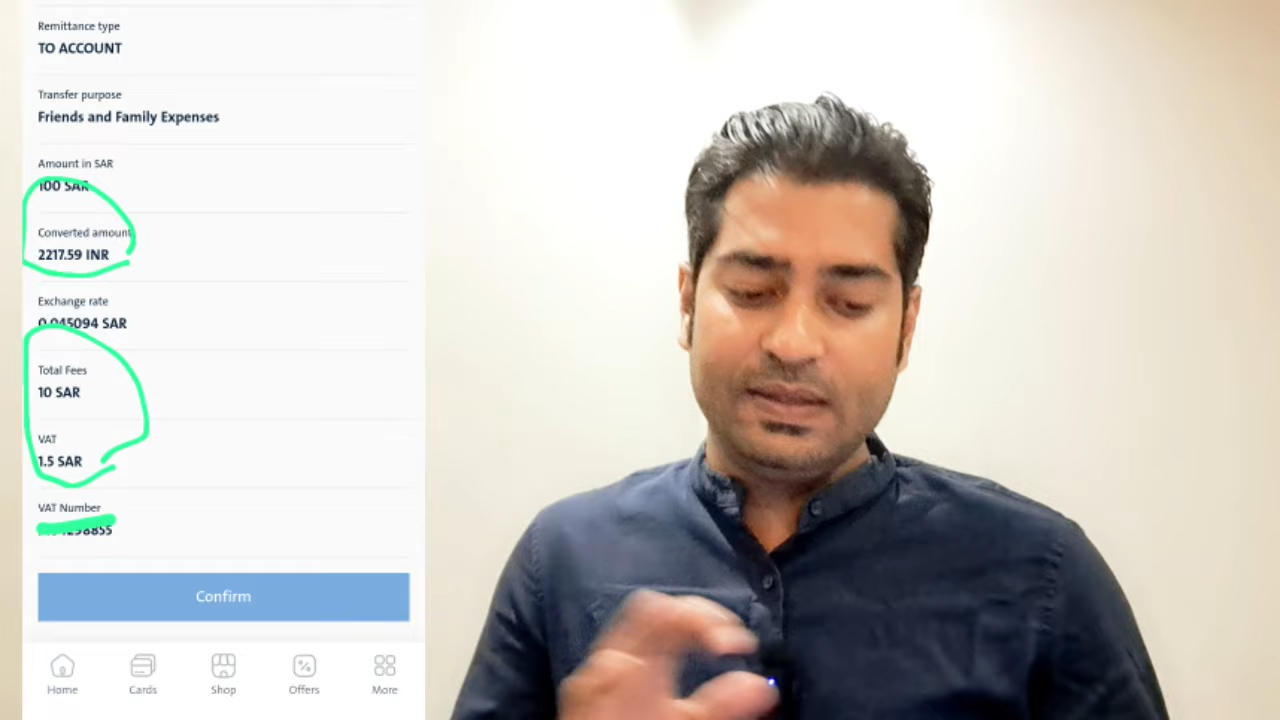 Remittance type
TO ACCOUNT
Transfer purpose
Friends and Family Expenses
Amount in SAR
100 SAR
Converted amount
2217.59 INR
Exchange rate
0.045094 SAR
Total Fees
10 SAR
VAT
1.5 SAR
VAT Number
Confirm
Home
Cards
Shop
Offers
More